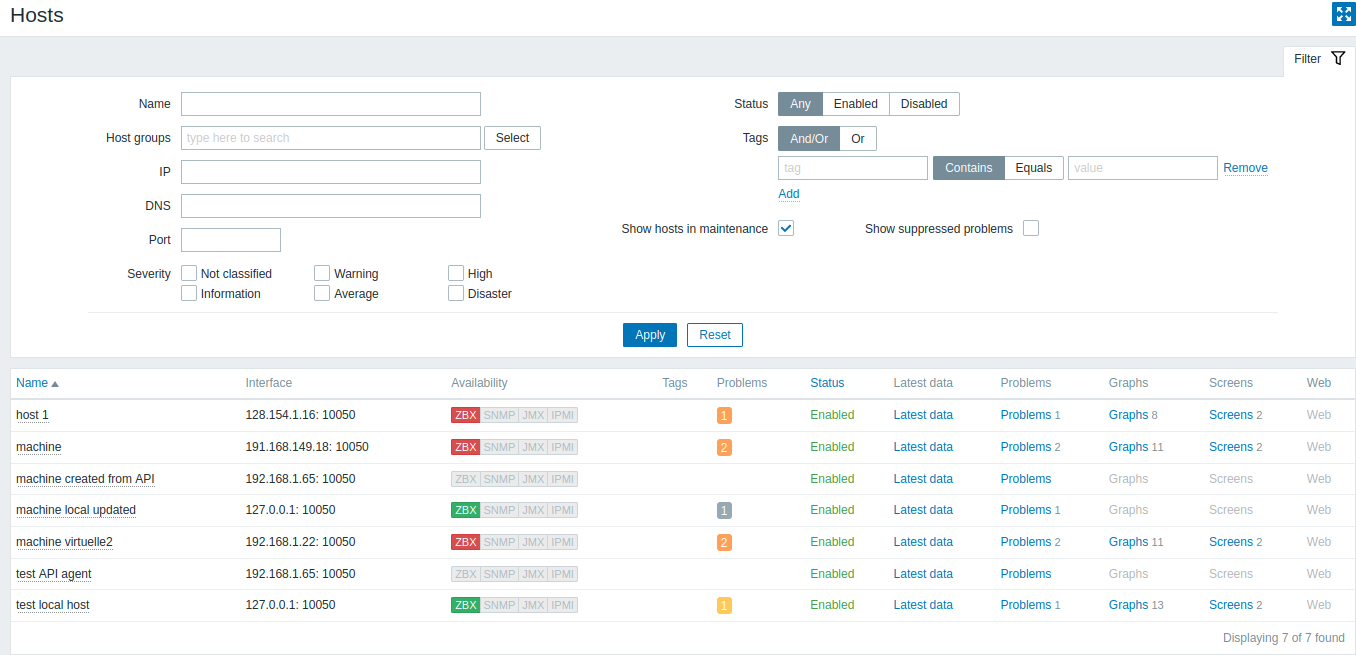 Hosts
Filter
Name Status Any Enabled Disabled
Host groups type here to search Select Tags And/Or Or
IP tag Contains Equals value Remove
DNS Add
Port Show hosts in maintenance Show suppressed problems
Severity Not classified Warning High
Information Average Disaster
Apply Reset
Name Interface Availability Tags Problems Status Latest data Problems Graphs Screens Web
host 1 128.154.1.16: 10050 ZBX SNMP JMX IPMI 1 Enabled Latest data Problems 1 Graphs 8 Screens 2 Web
machine 191.168.149.18: 10050 ZBX SNMP JMX IPMI 2 Enabled Latest data Problems 2 Graphs 11 Screens 2 Web
machine created from API 192.168.1.65: 10050 ZBX SNMP JMX IPMI Enabled Latest data Problems Graphs Screens Web
machine local updated 127.0.0.1: 10050 ZBX SNMP JMX IPMI 1 Enabled Latest data Problems 1 Graphs Screens Web
machine virtuelle2 192.168.1.22: 10050 ZBX SNMP JMX IPMI 2 Enabled Latest data Problems 2 Graphs 11 Screens 2 Web
test API agent 192.168.1.65: 10050 ZBX SNMP JMX IPMI Enabled Latest data Problems Graphs Screens Web
test local host 127.0.0.1: 10050 ZBX SNMP JMX IPMI 1 Enabled Latest data Problems 1 Graphs 13 Screens 2 Web
Displaying 7 of 7 found